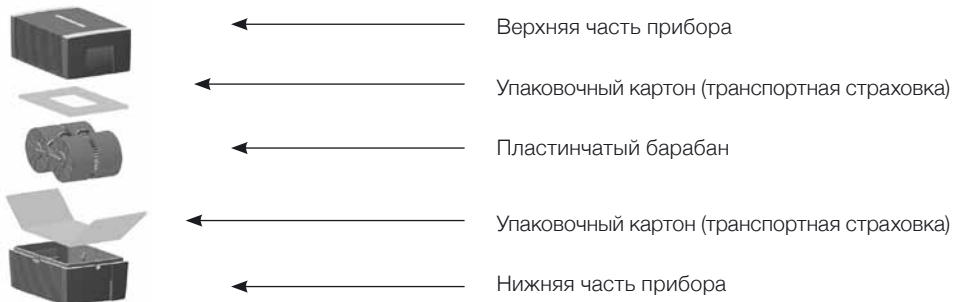 Верхняя часть прибора
Упаковочный картон (транспортная страховка)
Пластинчатый барабан
Упаковочный картон (транспортная страховка)
Нижняя часть прибора